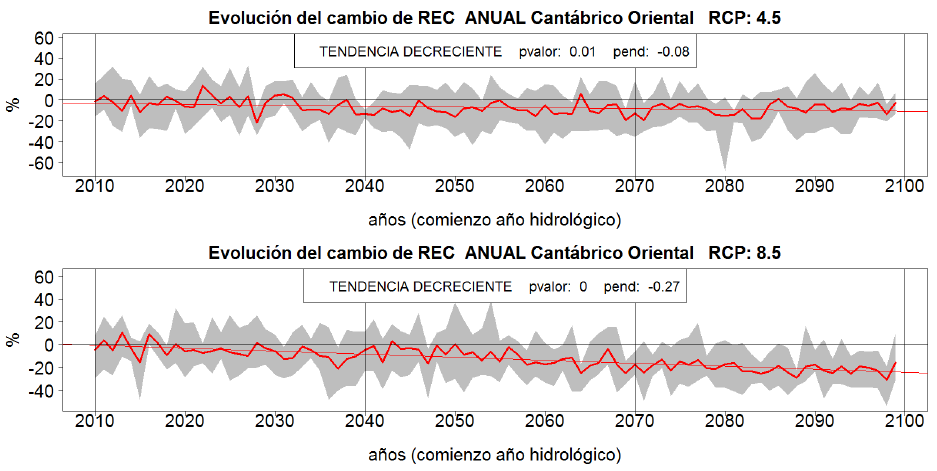 Evolución del cambio de REC ANUAL Cantábrico Oriental RCP: 4.5
TENDENCIA DECRECIENTE pvalor: 0.01 pend: -0.08
60
40
20
0
-20
-40
-60
%
2010 2020 2030 2040 2050 2060 2070 2080 2090 2100
años (comienzo año hidrológico)
Evolución del cambio de REC ANUAL Cantábrico Oriental RCP: 8.5
TENDENCIA DECRECIENTE pvalor: 0 pend: -0.27
60
40
20
0
-20
-40
%
2010 2020 2030 2040 2050 2060 2070 2080 2090 2100
años (comienzo año hidrológico)